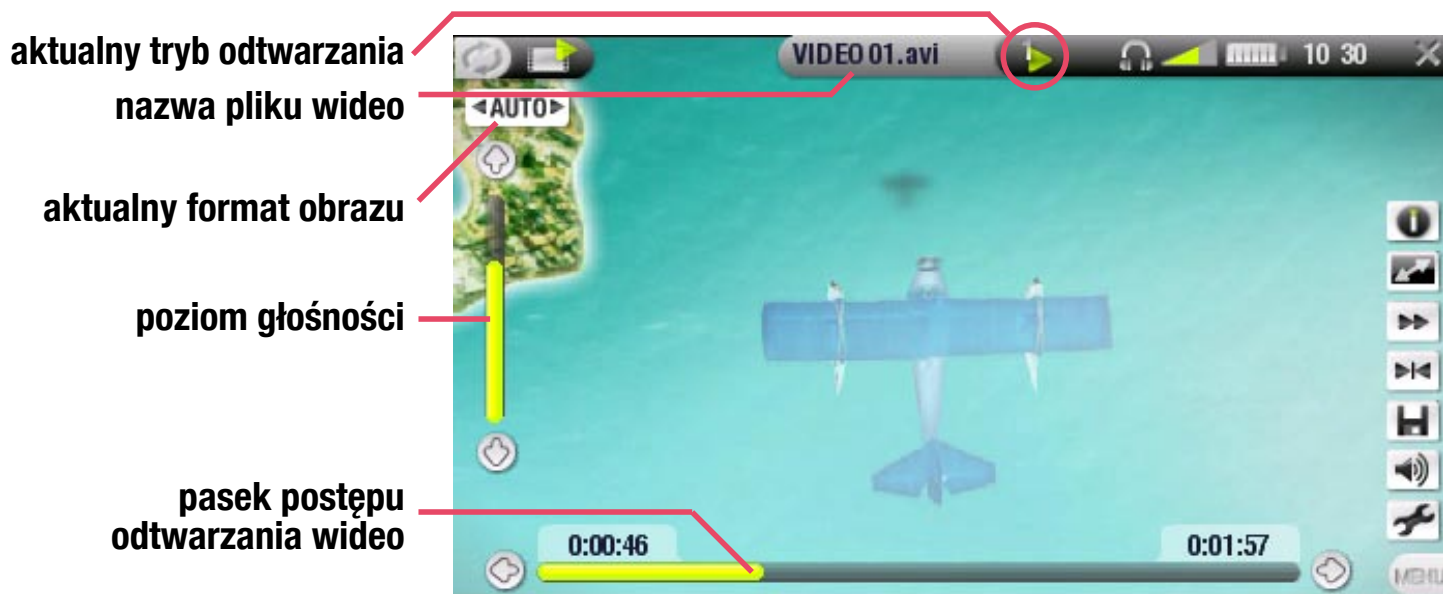 aktualny tryb odtwarzania
VIDEO 01.avi
1
10 30
nazwa pliku wideo
AUTO
aktualny format obrazu
poziom głośności
pasek postępu
odtwarzania wideo
0:00:46
0:01:57
MENU